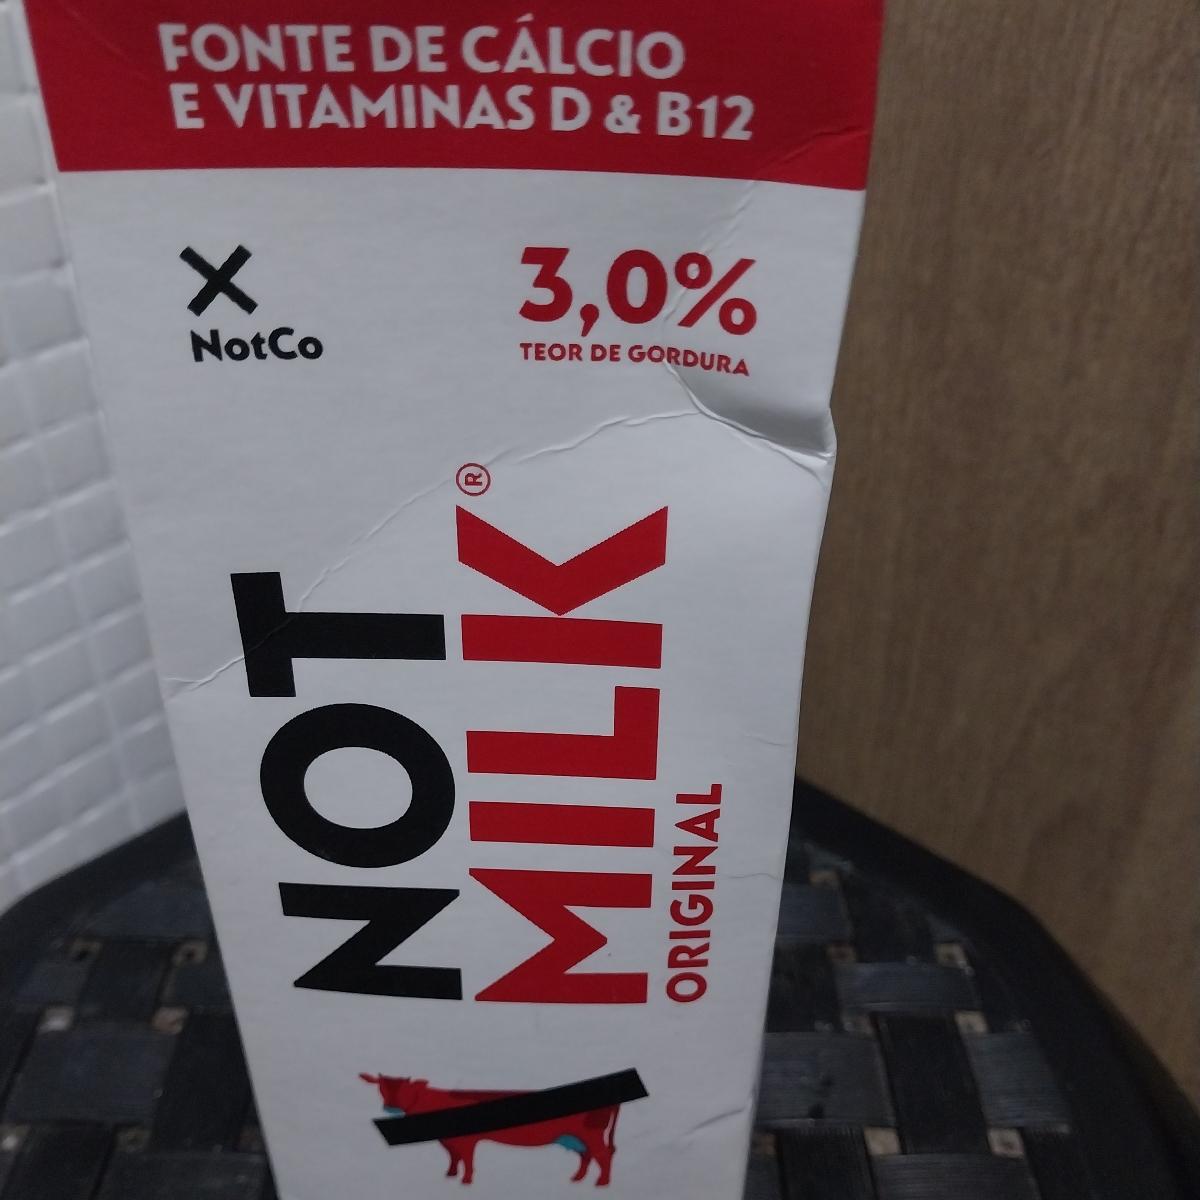 FONTE DE CÁLCIO
E VITAMINAS D & B12
NotCo
3,0%
TEOR DE GORDURA
NOT
MILK®
ORIGINAL